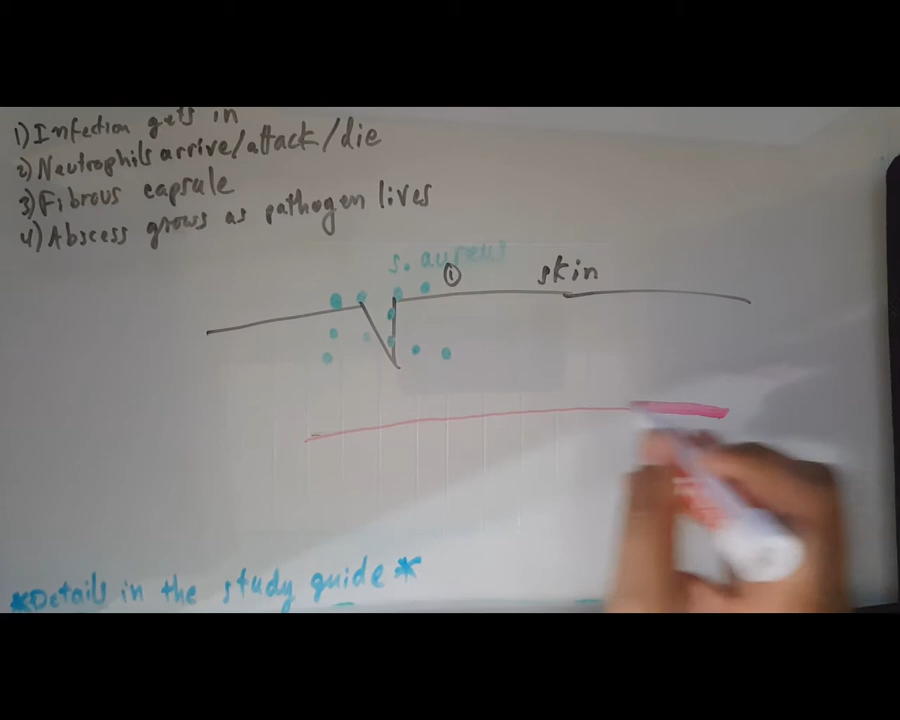 1) Infection gets in
2) Neutrophils arrive/attack/die
3) Fibrous capsule
4) Abscess grows as pathogen lives
s. aureus
① skin
*Details in the study guide*